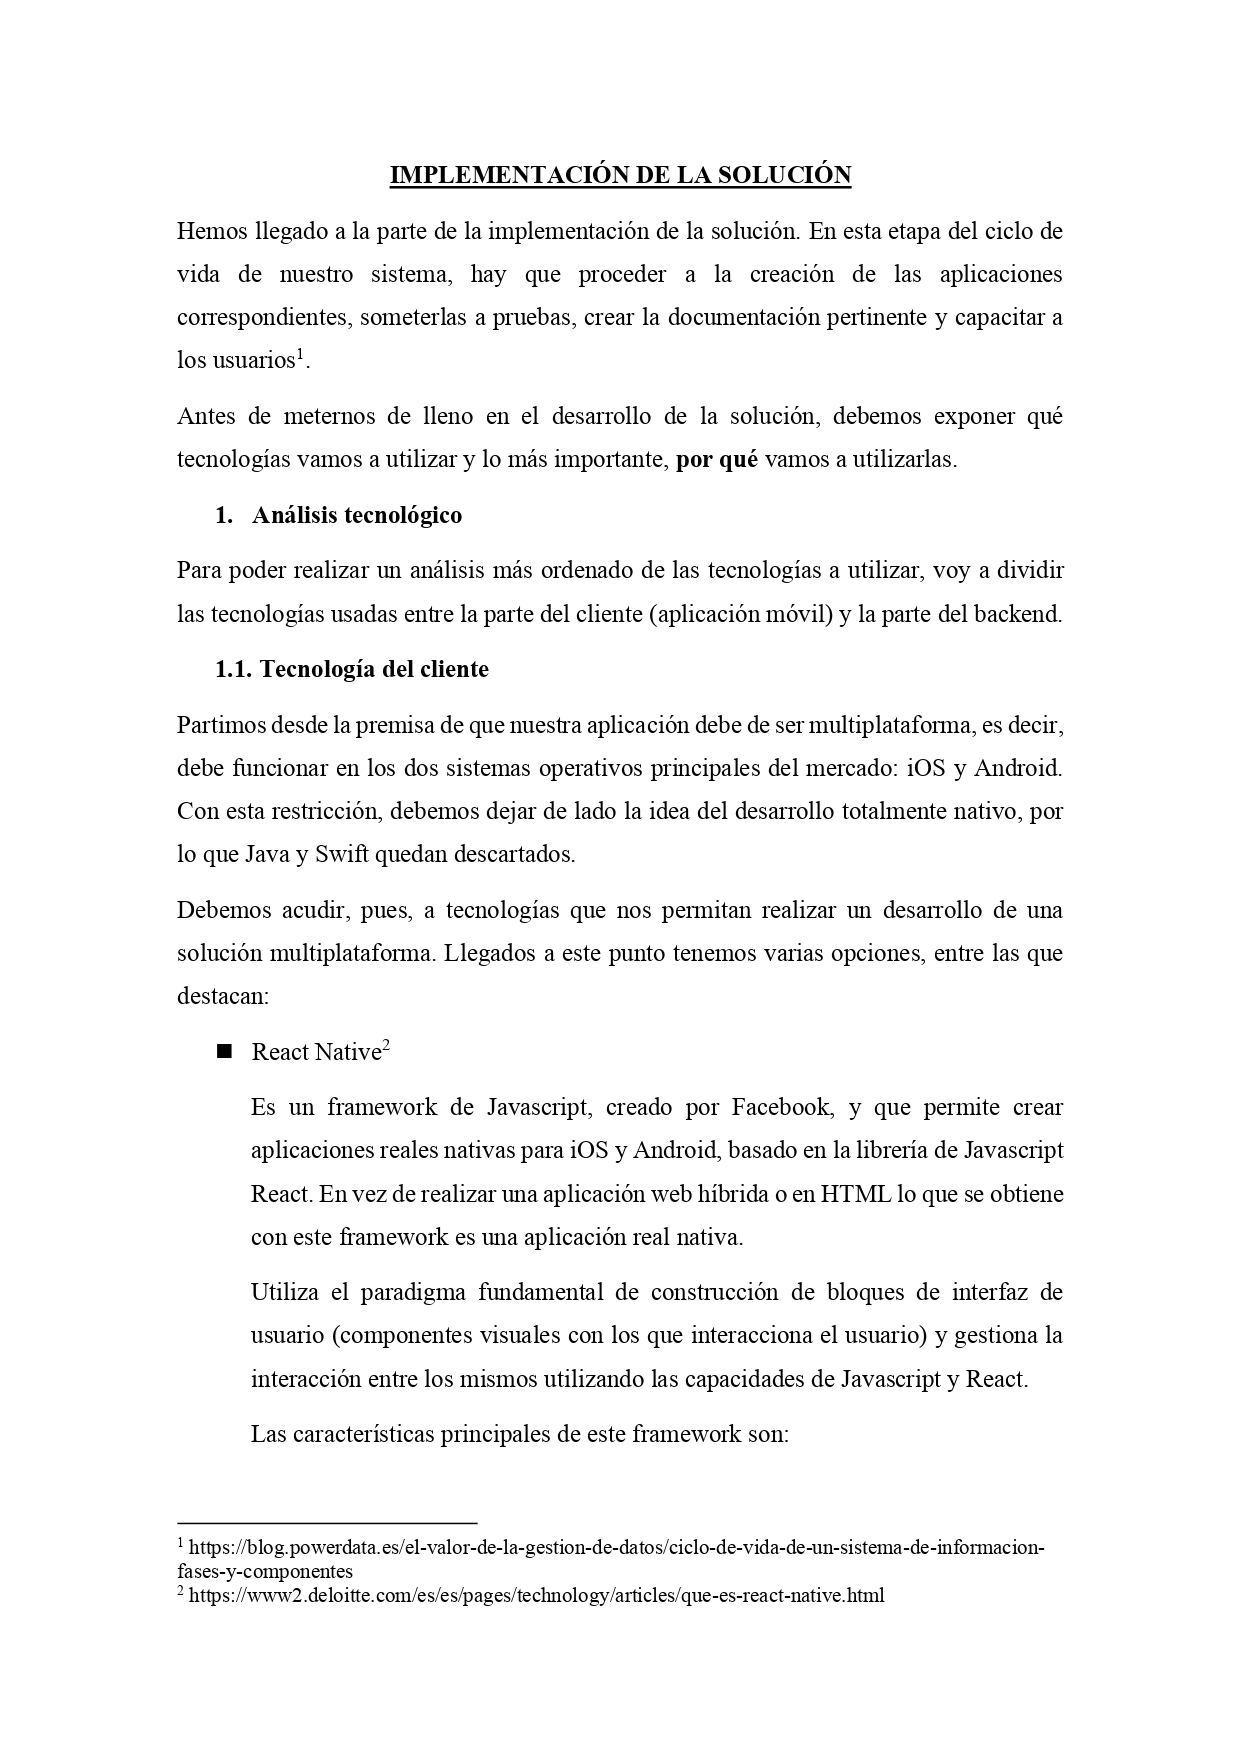 IMPLEMENTACIÓN DE LA SOLUCIÓN
Hemos llegado a la parte de la implementación de la solución. En esta etapa del ciclo de
vida de nuestro sistema, hay que proceder a la creación de las aplicaciones
correspondientes, someterlas a pruebas, crear la documentación pertinente y capacitar a
los usuarios¹.
Antes de meternos de lleno en el desarrollo de la solución, debemos exponer qué
tecnologías vamos a utilizar y lo más importante, por qué vamos a utilizarlas.
1. Análisis tecnológico
Para poder realizar un análisis más ordenado de las tecnologías a utilizar, voy a dividir
las tecnologías usadas entre la parte del cliente (aplicación móvil) y la parte del backend.
1.1. Tecnología del cliente
Partimos desde la premisa de que nuestra aplicación debe de ser multiplataforma, es decir,
debe funcionar en los dos sistemas operativos principales del mercado: iOS y Android.
Con esta restricción, debemos dejar de lado la idea del desarrollo totalmente nativo, por
lo que Java y Swift quedan descartados.
Debemos acudir, pues, a tecnologías que nos permitan realizar un desarrollo de una
solución multiplataforma. Llegados a este punto tenemos varias opciones, entre las que
destacan:
■ React Native²
Es un framework de Javascript, creado por Facebook, y que permite crear
aplicaciones reales nativas para iOS y Android, basado en la librería de Javascript
React. En vez de realizar una aplicación web híbrida o en HTML lo que se obtiene
con este framework es una aplicación real nativa.
Utiliza el paradigma fundamental de construcción de bloques de interfaz de
usuario (componentes visuales con los que interacciona el usuario) y gestiona la
interacción entre los mismos utilizando las capacidades de Javascript y React.
Las características principales de este framework son:
¹ https://blog.powerdata.es/el-valor-de-la-gestion-de-datos/ciclo-de-vida-de-un-sistema-de-informacion-
fases-y-componentes
² https://www2.deloitte.com/es/es/pages/technology/articles/que-es-react-native.html